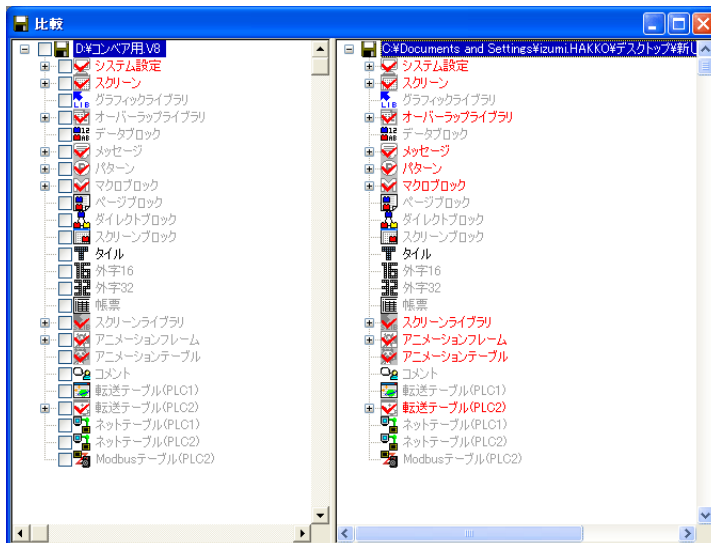 比較
D:¥コンベア用.V8
システム設定
スクリーン
グラフィックライブラリ
オーバーラップライブラリ
データブロック
メッセージ
パターン
マクロブロック
ページブロック
ダイレクトブロック
スクリーンブロック
タイル
外字16
外字32
帳票
スクリーンライブラリ
アニメーションフレーム
アニメーションテーブル
コメント
転送テーブル(PLC1)
転送テーブル(PLC2)
ネットテーブル(PLC1)
ネットテーブル(PLC2)
Modbusテーブル(PLC2)
C:¥Documents and Settings¥izumi.HAKKO¥デスクトップ¥新し
システム設定
スクリーン
グラフィックライブラリ
オーバーラップライブラリ
データブロック
メッセージ
パターン
マクロブロック
ページブロック
ダイレクトブロック
スクリーンブロック
タイル
外字16
外字32
帳票
スクリーンライブラリ
アニメーションフレーム
アニメーションテーブル
コメント
転送テーブル(PLC1)
転送テーブル(PLC2)
ネットテーブル(PLC1)
ネットテーブル(PLC2)
Modbusテーブル(PLC2)